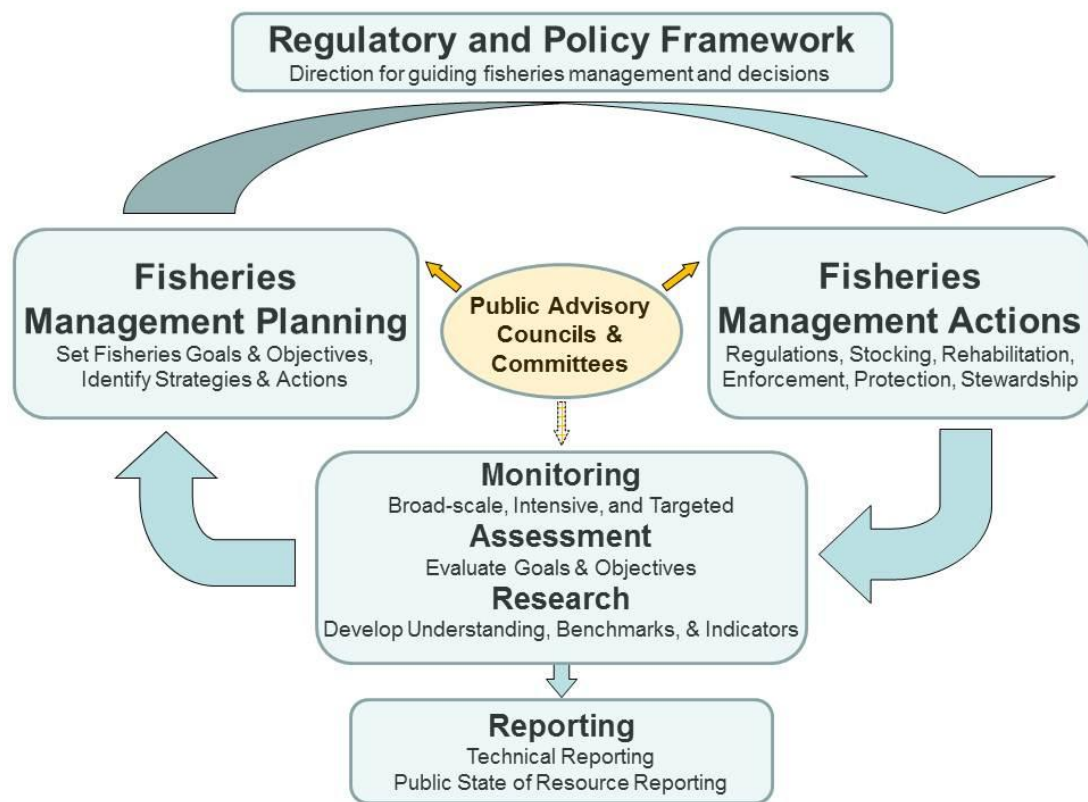 Regulatory and Policy Framework
Direction for guiding fisheries management and decisions
Fisheries
Management Planning
Set Fisheries Goals & Objectives,
Identify Strategies & Actions
Public Advisory
Councils &
Committees
Fisheries
Management Actions
Regulations, Stocking, Rehabilitation,
Enforcement, Protection, Stewardship
Monitoring
Broad-scale, Intensive, and Targeted
Assessment
Evaluate Goals & Objectives
Research
Develop Understanding, Benchmarks, & Indicators
Reporting
Technical Reporting
Public State of Resource Reporting